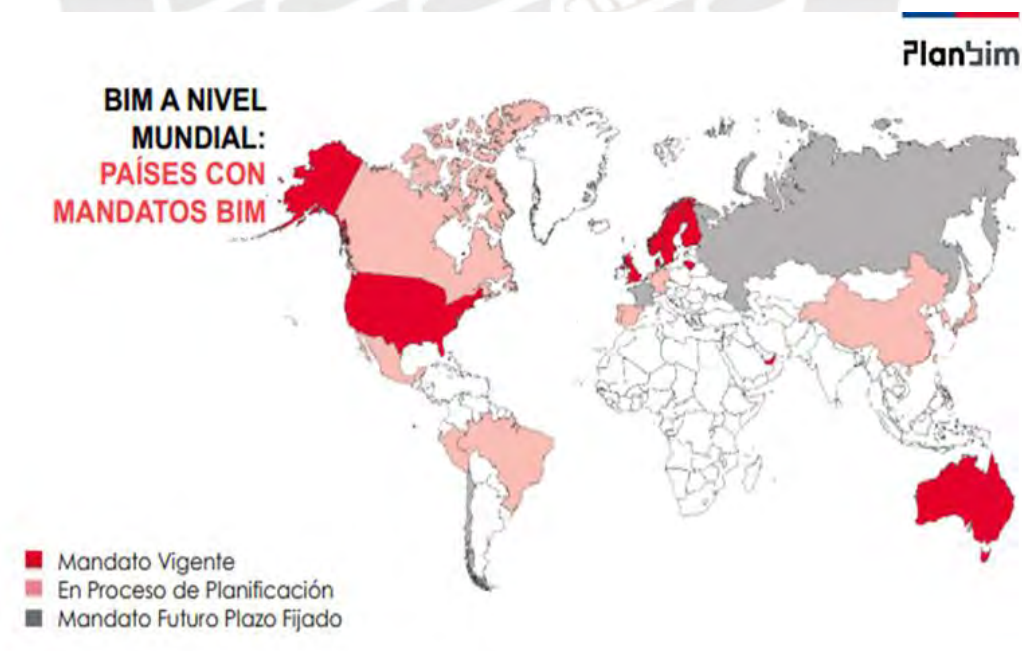 Planbim
BIM A NIVEL
MUNDIAL:
PAÍSES CON
MANDATOS BIM
Mandato Vigente
En Proceso de Planificación
Mandato Futuro Plazo Fijado